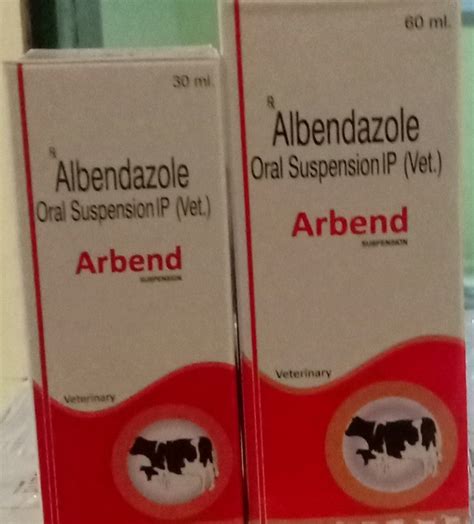 30 ml.
℞
Albendazole
Oral Suspension IP (Vet.)
Arbend
SUSPENSION
Veterinary
60 ml.
℞
Albendazole
Oral Suspension IP (Vet.)
Arbend
SUSPENSION
Veterinary